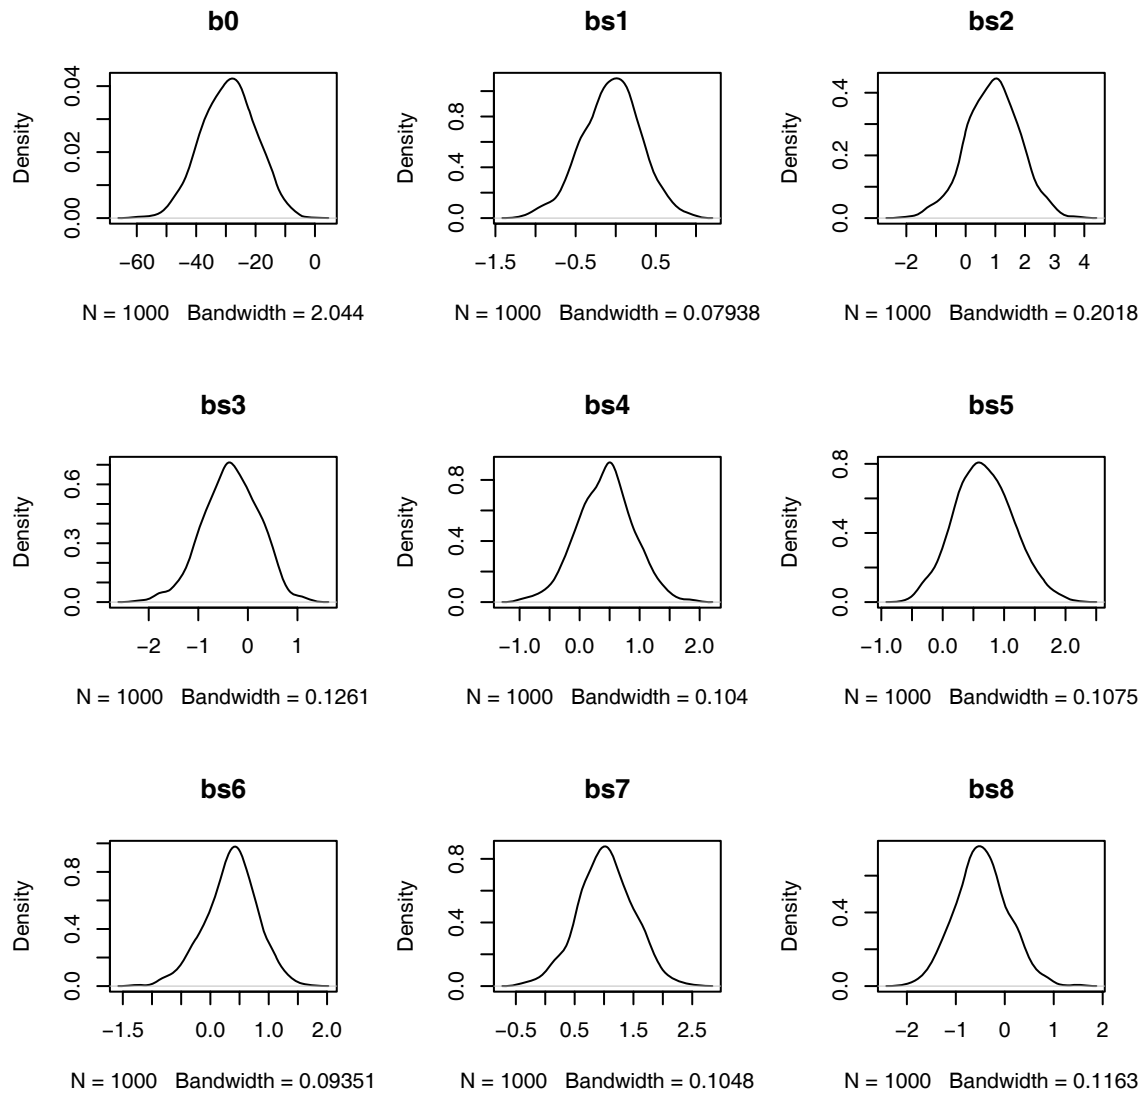 b0 bs1 bs2
Density Density Density
0.00 0.02 0.04 0.0 0.4 0.8 0.0 0.2 0.4
−60 −40 −20 0 −1.5 −0.5 0.5 −2 0 1 2 3 4
N = 1000 Bandwidth = 2.044 N = 1000 Bandwidth = 0.07938 N = 1000 Bandwidth = 0.2018
bs3 bs4 bs5
Density Density Density
0.0 0.3 0.6 0.0 0.4 0.8 0.0 0.4 0.8
−2 −1 0 1 −1.0 0.0 1.0 2.0 −1.0 0.0 1.0 2.0
N = 1000 Bandwidth = 0.1261 N = 1000 Bandwidth = 0.104 N = 1000 Bandwidth = 0.1075
bs6 bs7 bs8
Density Density Density
0.0 0.4 0.8 0.0 0.4 0.8 0.0 0.4
−1.5 0.0 1.0 2.0 −0.5 0.5 1.5 2.5 −2 −1 0 1 2
N = 1000 Bandwidth = 0.09351 N = 1000 Bandwidth = 0.1048 N = 1000 Bandwidth = 0.1163